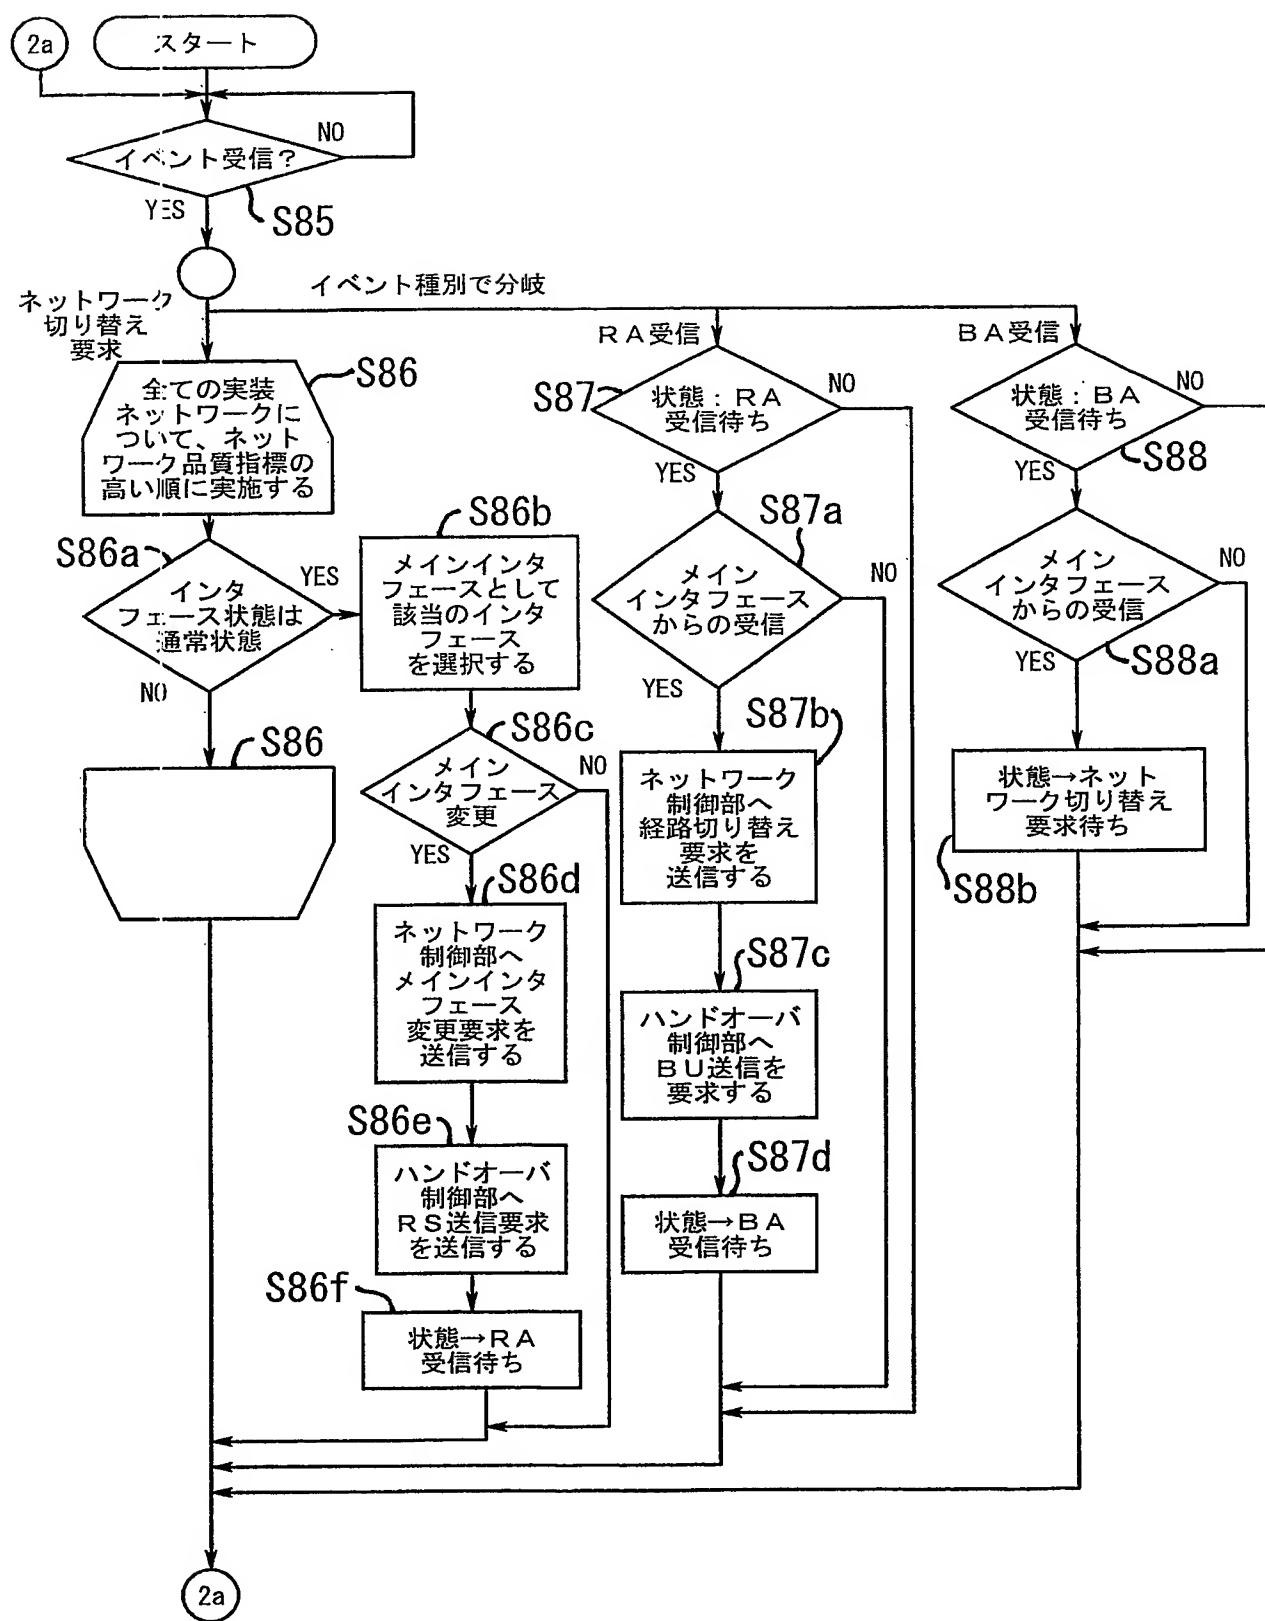 2a
スタート
NO
イベント受信?
YES
S85
イベント種別で分岐
ネットワーク
切り替え
要求
RA受信
BA受信
S86
全ての実装
ネットワークに
ついて、ネット
ワーク品質指標の
高い順に実施する
S87
状態:RA
受信待ち
NO
YES
状態:BA
受信待ち
NO
YES
S88
S86a
インタ
フェース状態は
通常状態
YES
NO
S86b
メインインタ
フェースとして
該当のインタ
フェース
を選択する
S87a
メイン
インタフェース
からの受信
NO
YES
メイン
インタフェース
からの受信
NO
YES
S88a
S86
S86c
メイン
インタフェース
変更
NO
YES
S87b
ネットワーク
制御部へ
経路切り替え
要求を
送信する
状態→ネット
ワーク切り替え
要求待ち
S88b
S86d
ネットワーク
制御部へ
メインインタ
フェース
変更要求を
送信する
S87c
ハンドオーバ
制御部へ
BU送信を
要求する
S86e
ハンドオーバ
制御部へ
RS送信要求
を送信する
S87d
状態→BA
受信待ち
S86f
状態→RA
受信待ち
2a